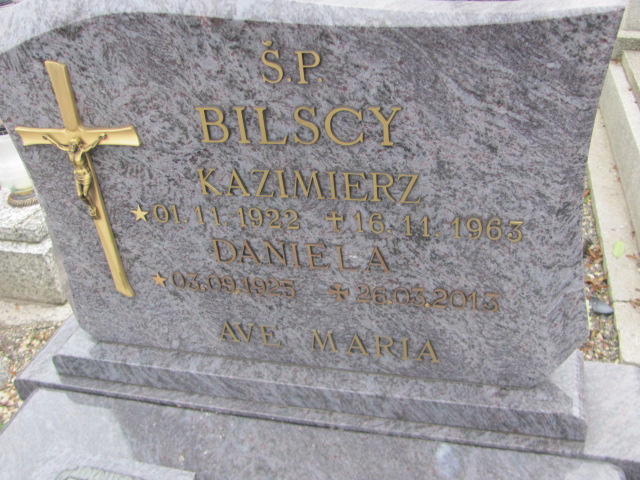 Ś.P.
BILSCY
KAZIMIERZ
01.11.1922 16.11.1963
DANIELA
03.09.1925 26.03.2013
AVE MARIA